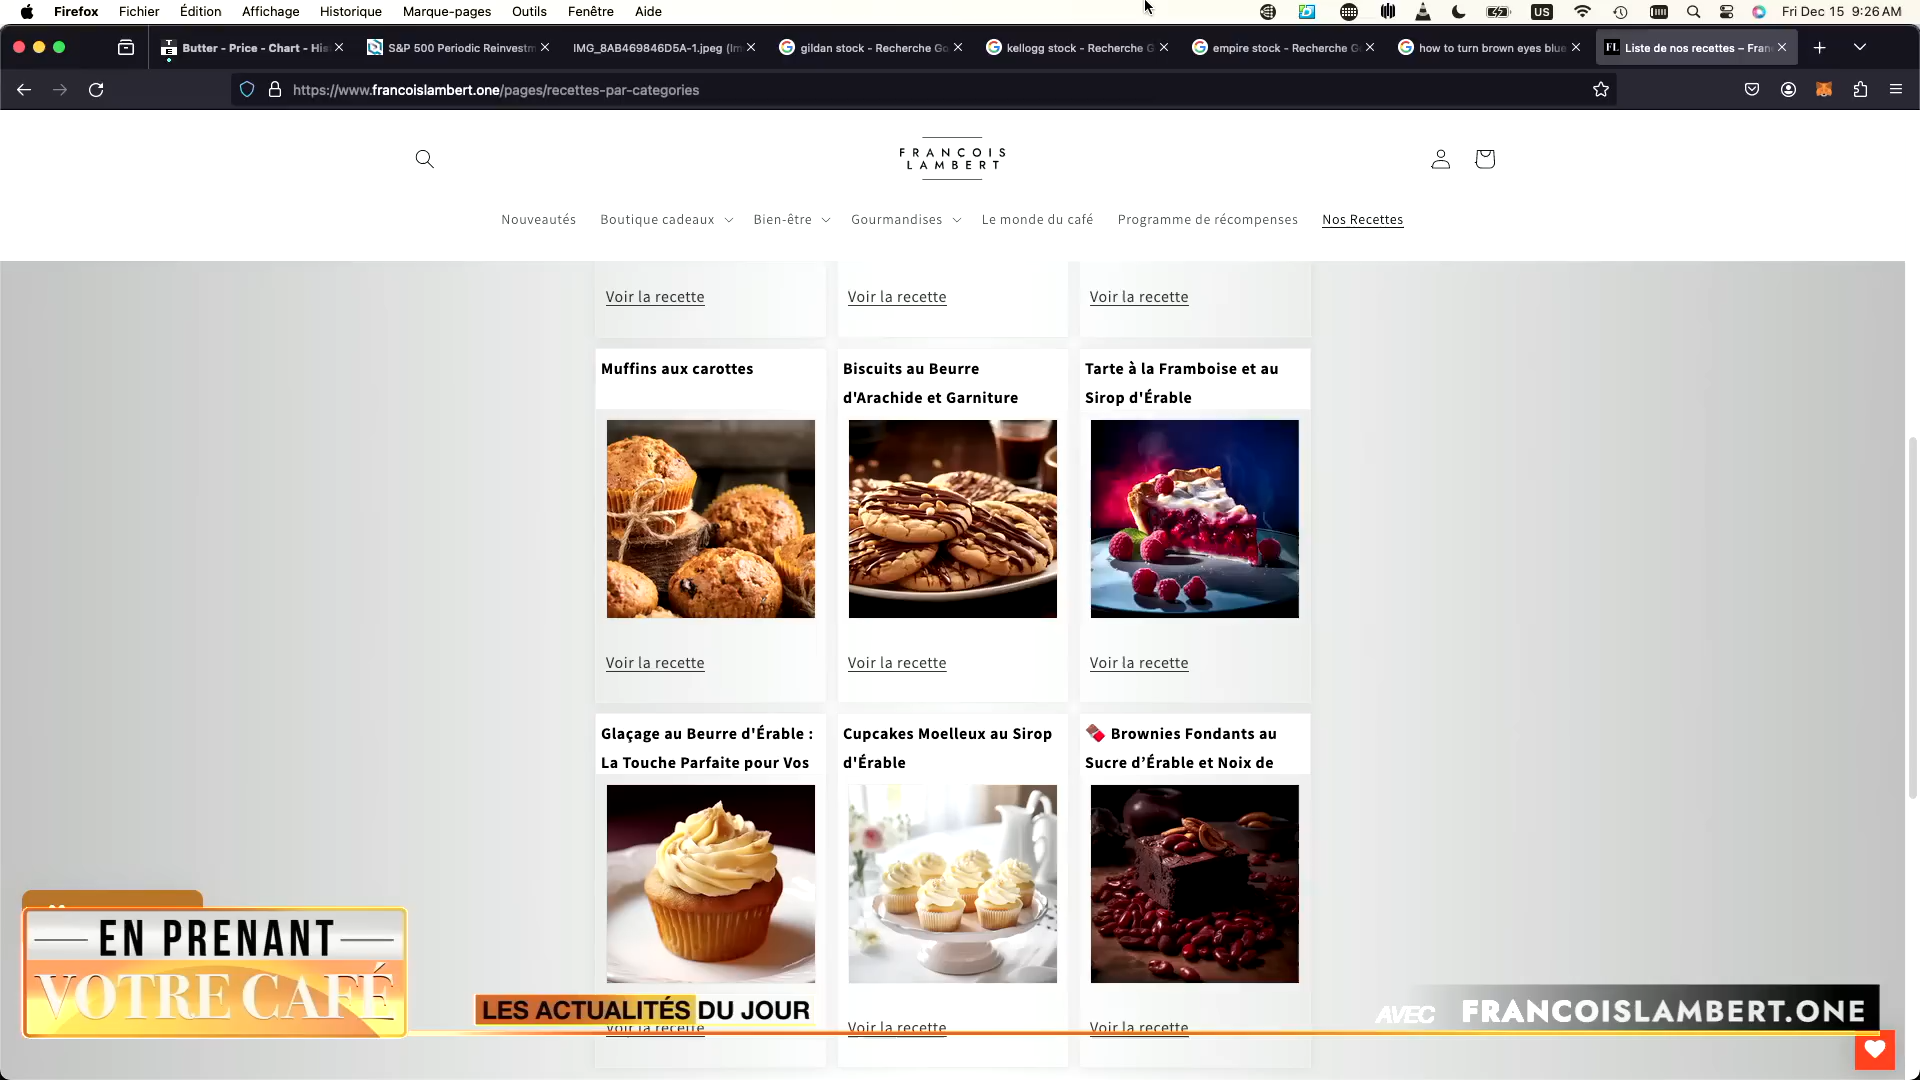 Firefox Fichier Édition Affichage Historique Marque-pages Outils Fenêtre Aide
US
Fri Dec 15 9:26 AM
Butter - Price - Chart - His
S&P 500 Periodic Reinvestm
IMG_8AB469846D5A-1.jpeg (Im
gildan stock - Recherche Go
kellogg stock - Recherche G
empire stock - Recherche G
how to turn brown eyes blue
FL Liste de nos recettes – Fran
https://www.francoislambert.one/pages/recettes-par-categories
FRANCOIS
LAMBERT
Nouveautés Boutique cadeaux Bien-être Gourmandises Le monde du café Programme de récompenses Nos Recettes
Voir la recette Voir la recette Voir la recette
Muffins aux carottes
Biscuits au Beurre
d'Arachide et Garniture
Tarte à la Framboise et au
Sirop d'Érable
Voir la recette Voir la recette Voir la recette
Glaçage au Beurre d'Érable :
La Touche Parfaite pour Vos
Cupcakes Moelleux au Sirop
d'Érable
🍫 Brownies Fondants au
Sucre d’Érable et Noix de
Voir la recette Voir la recette Voir la recette
EN PRENANT
VOTRE CAFÉ
LES ACTUALITÉS DU JOUR
AVEC FRANCOISLAMBERT.ONE